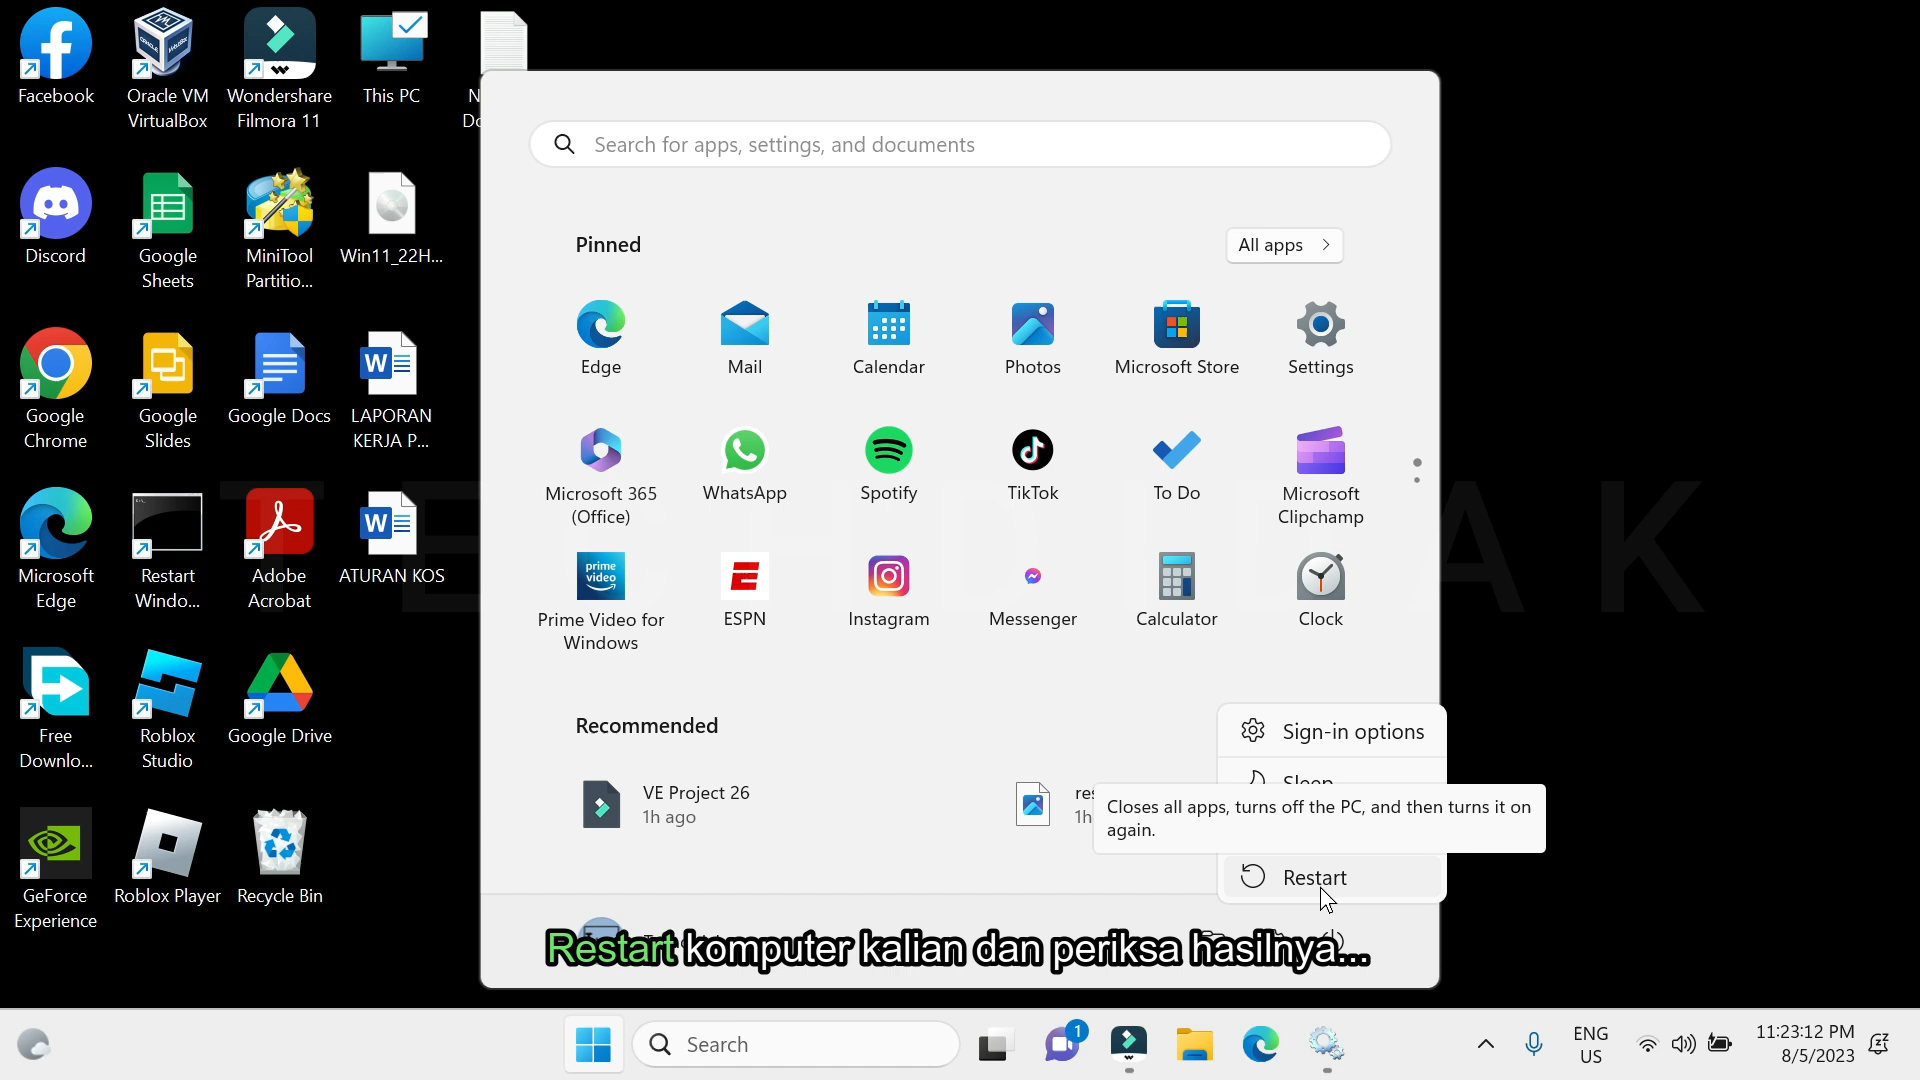 Facebook
Oracle VM
VirtualBox
Wondershare
Filmora 11
This PC
Discord
Google
Sheets
MiniTool
Partitio...
Win11_22H...
Google
Chrome
Google
Slides
Google Docs
LAPORAN
KERJA P...
Microsoft
Edge
Restart
Windo...
Adobe
Acrobat
ATURAN KOS
Free
Downlo...
Roblox
Studio
Google Drive
GeForce
Experience
Roblox Player
Recycle Bin
Search for apps, settings, and documents
Pinned
All apps
Edge
Mail
Calendar
Photos
Microsoft Store
Settings
Microsoft 365
(Office)
WhatsApp
Spotify
TikTok
To Do
Microsoft
Clipchamp
prime
video
Prime Video for
Windows
ESPN
Instagram
Messenger
Calculator
Clock
Recommended
VE Project 26
1h ago
Sign-in options
Sleep
Closes all apps, turns off the PC, and then turns it on
again.
Restart
Restart komputer kalian dan periksa hasilnya...
Search
1
ENG
US
11:23:12 PM
8/5/2023